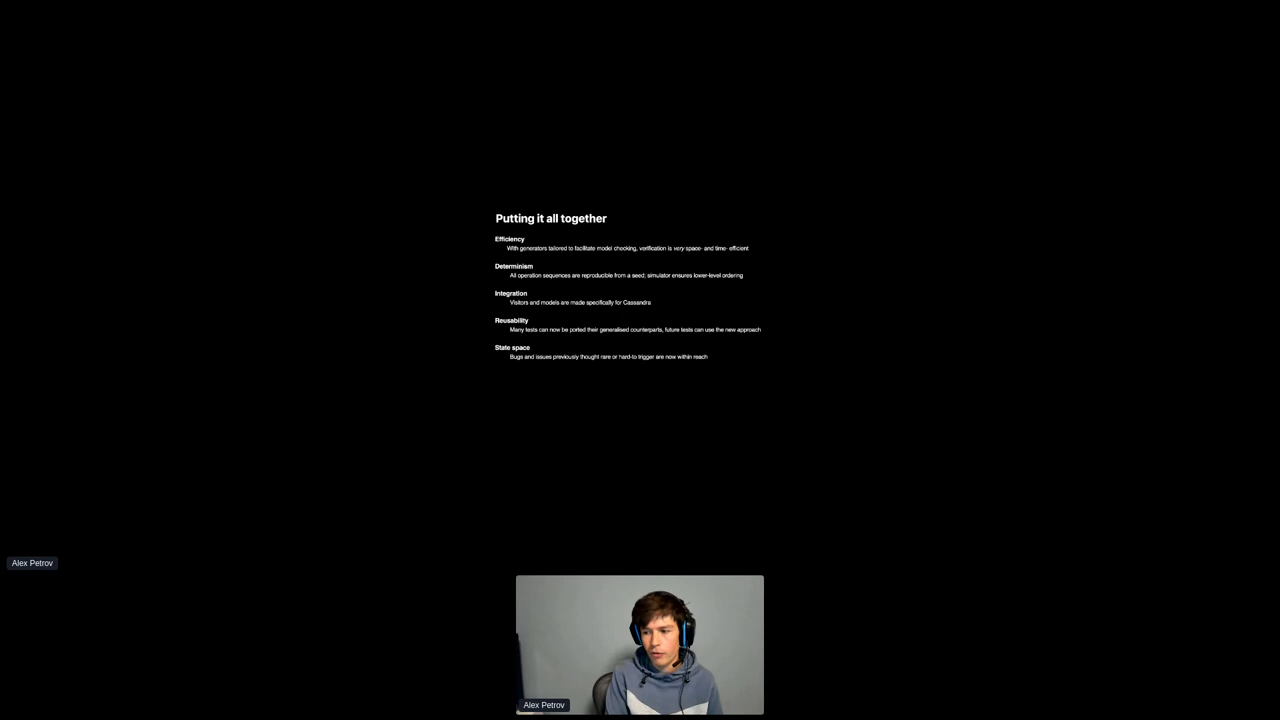 Putting it all together
Efficiency
With generators tailored to facilitate model checking, verification is very space- and time- efficient
Determinism
All operation sequences are reproducible from a seed; simulator ensures lower-level ordering
Integration
Visitors and models are made specifically for Cassandra
Reusability
Many tests can now be ported their generalised counterparts, future tests can use the new approach
State space
Bugs and issues previously thought rare or hard-to trigger are now within reach
Alex Petrov
Alex Petrov